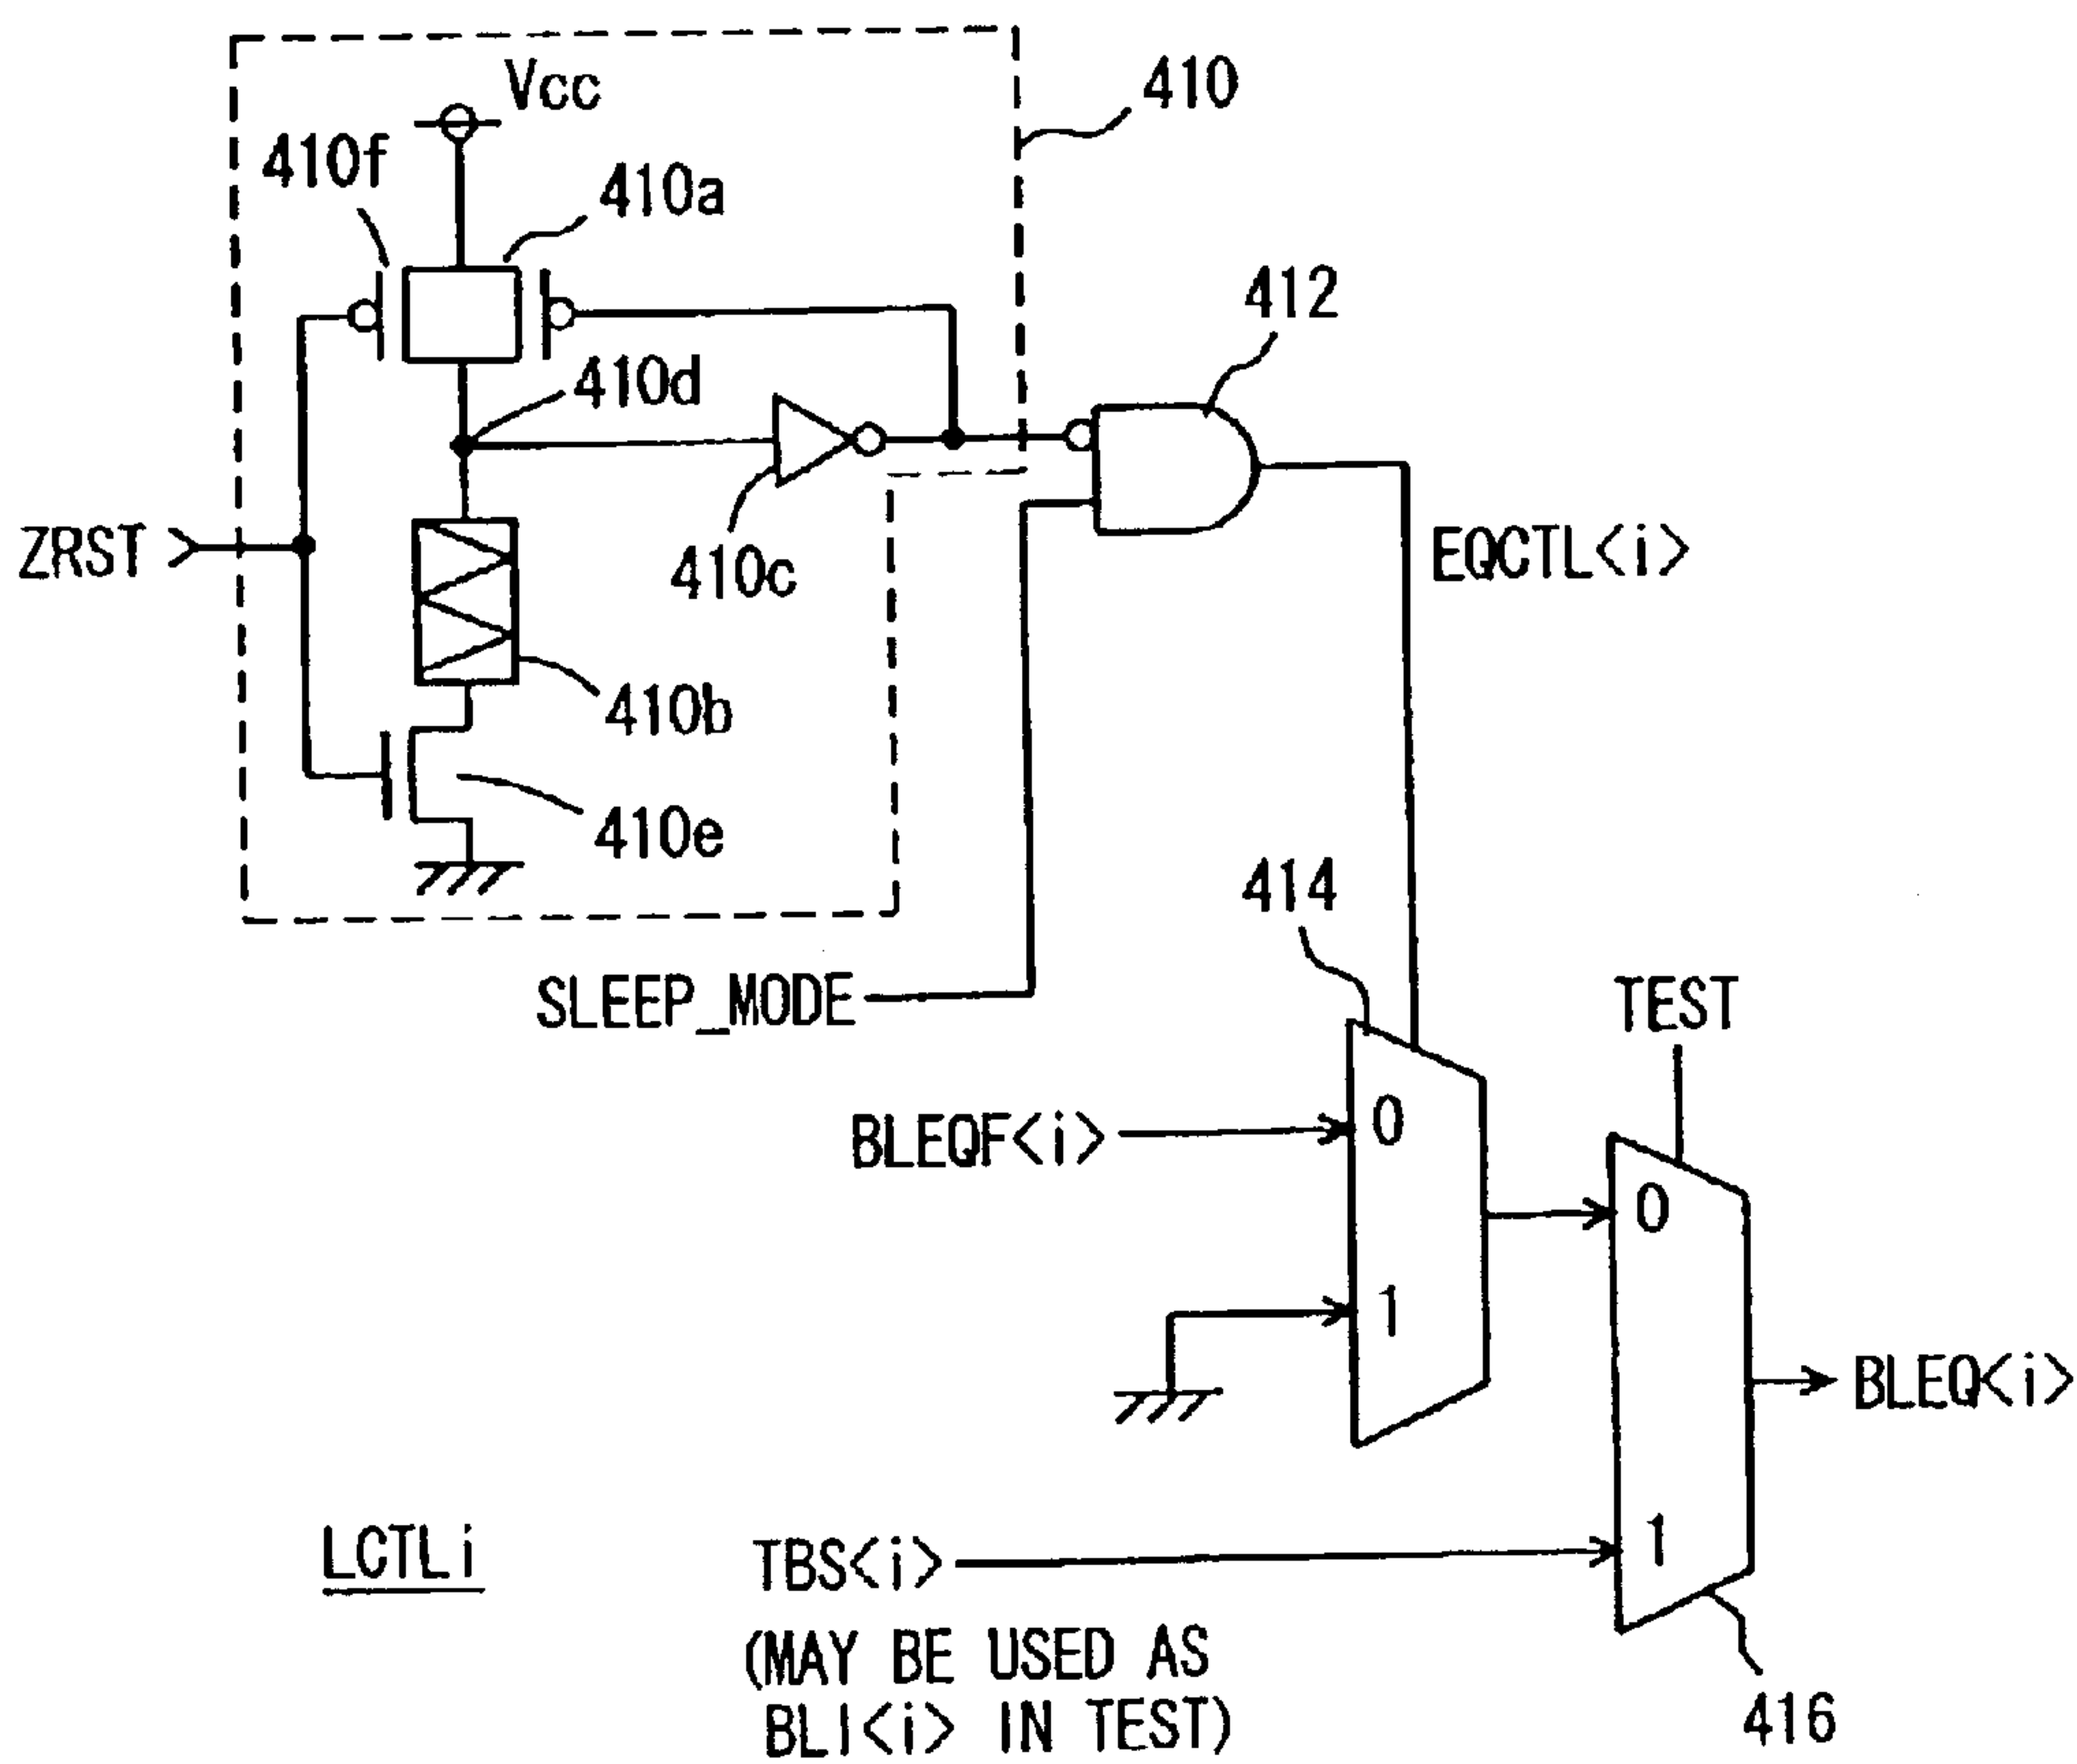 Vcc
410
410f
410a
412
410d
ZRST
410c
EQCTL<i>
410b
410e
414
SLEEP_MODE
TEST
BLEQF<i>
0
0
1
BLEQ<i>
LCTLi
TBS<i>
1
(MAY BE USED AS
BLI<i> IN TEST)
416